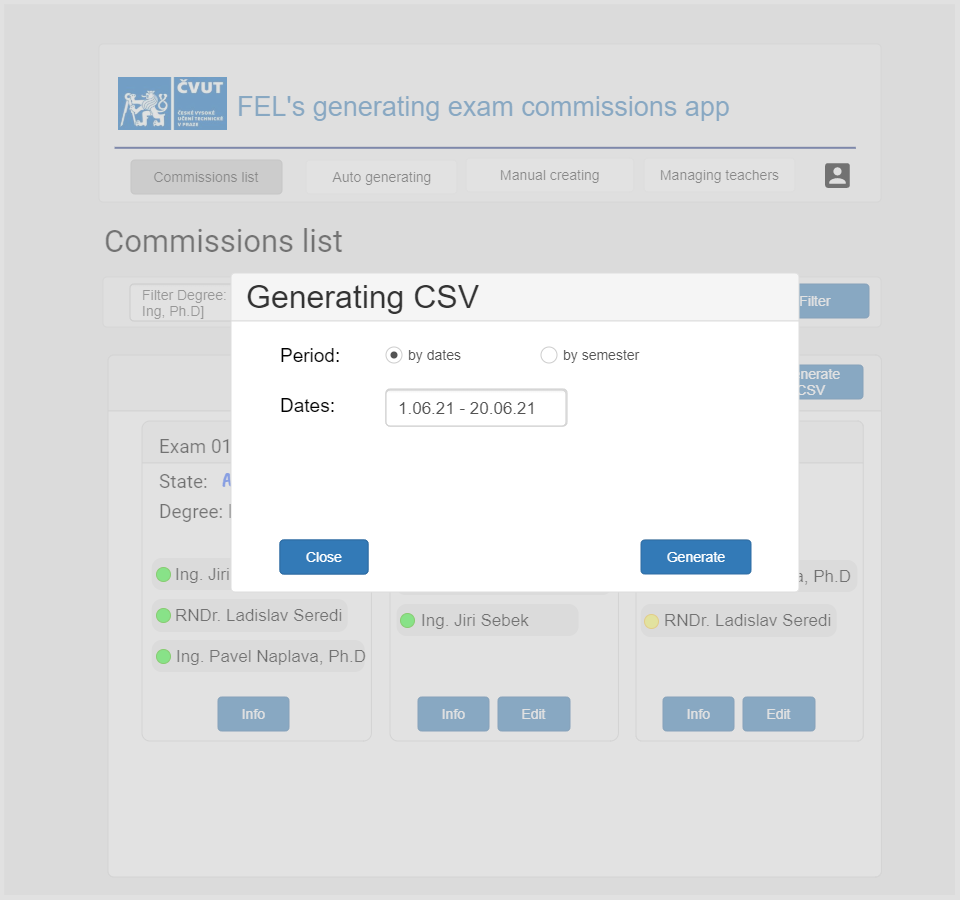 ČVUT
ČESKÉ VYSOKÉ
UČENÍ TECHNICKÉ
V PRAZE
FEL's generating exam commissions app
Commissions list
Auto generating
Manual creating
Managing teachers
Commissions list
Filter Degree:
Ing, Ph.D]
Filter
Generating CSV
Period:
by dates
by semester
Dates:
1.06.21 - 20.06.21
Close
Generate
CSV
Exam 01
State:
Degree:
Ing. Jiri
RNDr. Ladislav Seredi
Ing. Pavel Naplava, Ph.D
Info
Ing. Jiri Sebek
Info
Edit
Ph.D
RNDr. Ladislav Seredi
Info
Edit